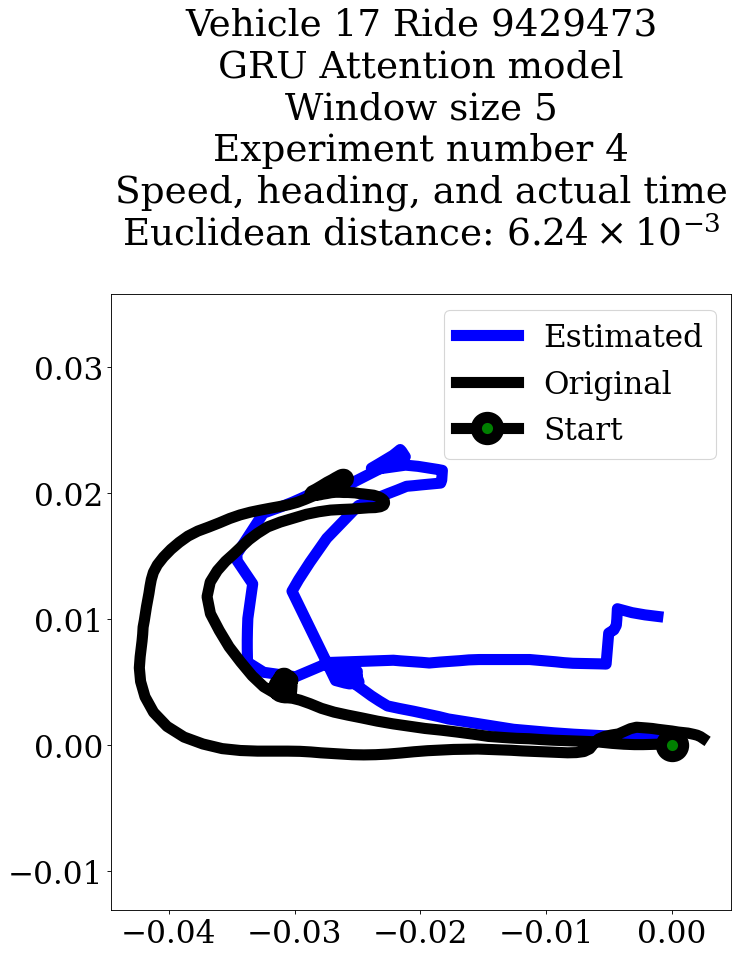 Vehicle 17 Ride 9429473
GRU Attention model
Window size 5
Experiment number 4
Speed, heading, and actual time
Euclidean distance: 6.24 × 10⁻³
Estimated
Original
Start
0.03
0.02
0.01
0.00
−0.01
−0.04 −0.03 −0.02 −0.01 0.00